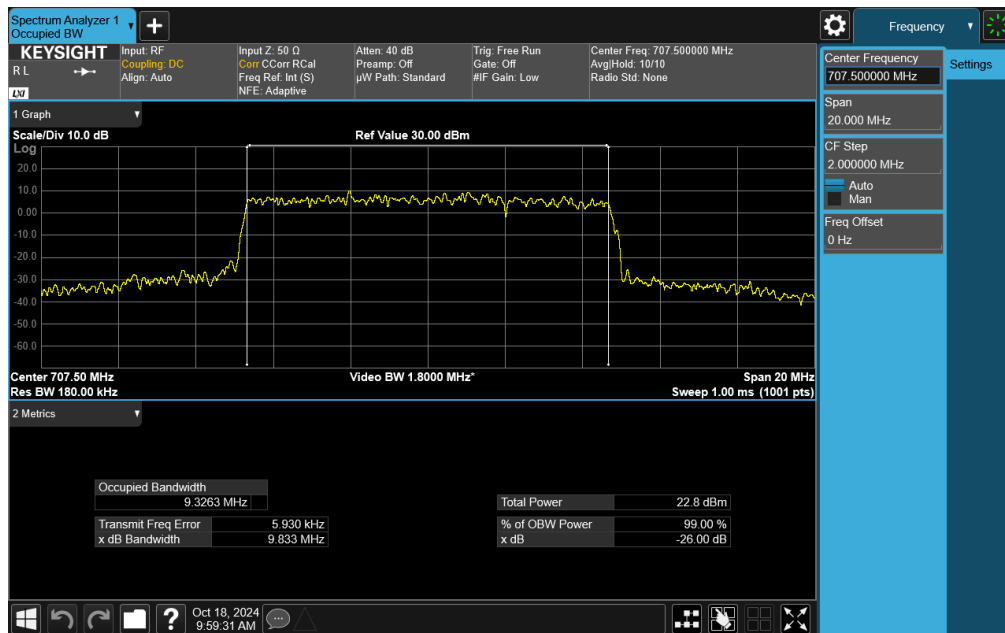 Spectrum Analyzer 1
Occupied BW
Frequency
KEYSIGHT
R L
LXI
Input: RF
Coupling: DC
Align: Auto
Input Z: 50 Ω
Corr CCorr RCal
Freq Ref: Int (S)
NFE: Adaptive
Atten: 40 dB
Preamp: Off
µW Path: Standard
Trig: Free Run
Gate: Off
#IF Gain: Low
Center Freq: 707.500000 MHz
Avg|Hold: 10/10
Radio Std: None
Center Frequency
707.500000 MHz
Settings
Span
20.000 MHz
CF Step
2.000000 MHz
Auto
Man
Freq Offset
0 Hz
1 Graph
Scale/Div 10.0 dB
Ref Value 30.00 dBm
Log
20.0
10.0
0.00
-10.0
-20.0
-30.0
-40.0
-50.0
-60.0
Center 707.50 MHz
Video BW 1.8000 MHz*
Span 20 MHz
Res BW 180.00 kHz
Sweep 1.00 ms (1001 pts)
2 Metrics
Occupied Bandwidth
9.3263 MHz
Total Power 22.8 dBm
Transmit Freq Error 5.930 kHz
% of OBW Power 99.00 %
x dB Bandwidth 9.833 MHz
x dB -26.00 dB
?
Oct 18, 2024
9:59:31 AM